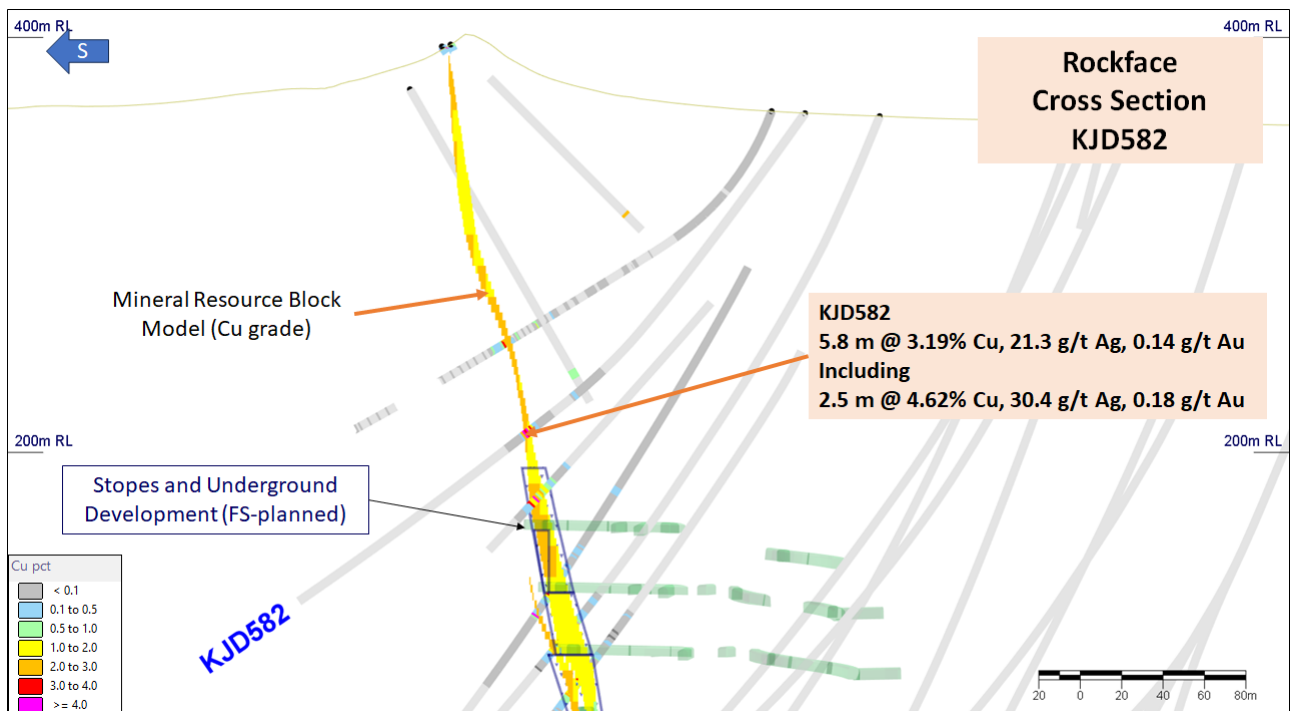 400m RL
400m RL
S
Rockface
Cross Section
KJD582
Mineral Resource Block
Model (Cu grade)
KJD582
5.8 m @ 3.19% Cu, 21.3 g/t Ag, 0.14 g/t Au
Including
2.5 m @ 4.62% Cu, 30.4 g/t Ag, 0.18 g/t Au
200m RL
200m RL
Stopes and Underground
Development (FS-planned)
KJD582
Cu pct
< 0.1
0.1 to 0.5
0.5 to 1.0
1.0 to 2.0
2.0 to 3.0
3.0 to 4.0
>= 4.0
20 0 20 40 60 80m